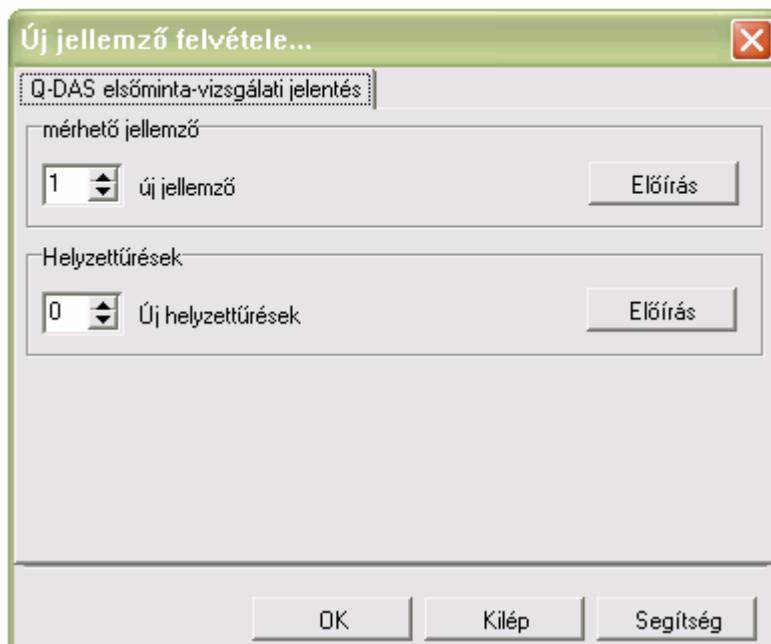 Új jellemző felvétele...
Q-DAS elsőminta-vizsgálati jelentés
mérhető jellemző
1 új jellemző Előírás
Helyzettűrések
0 Új helyzettűrések Előírás
OK Kilép Segítség